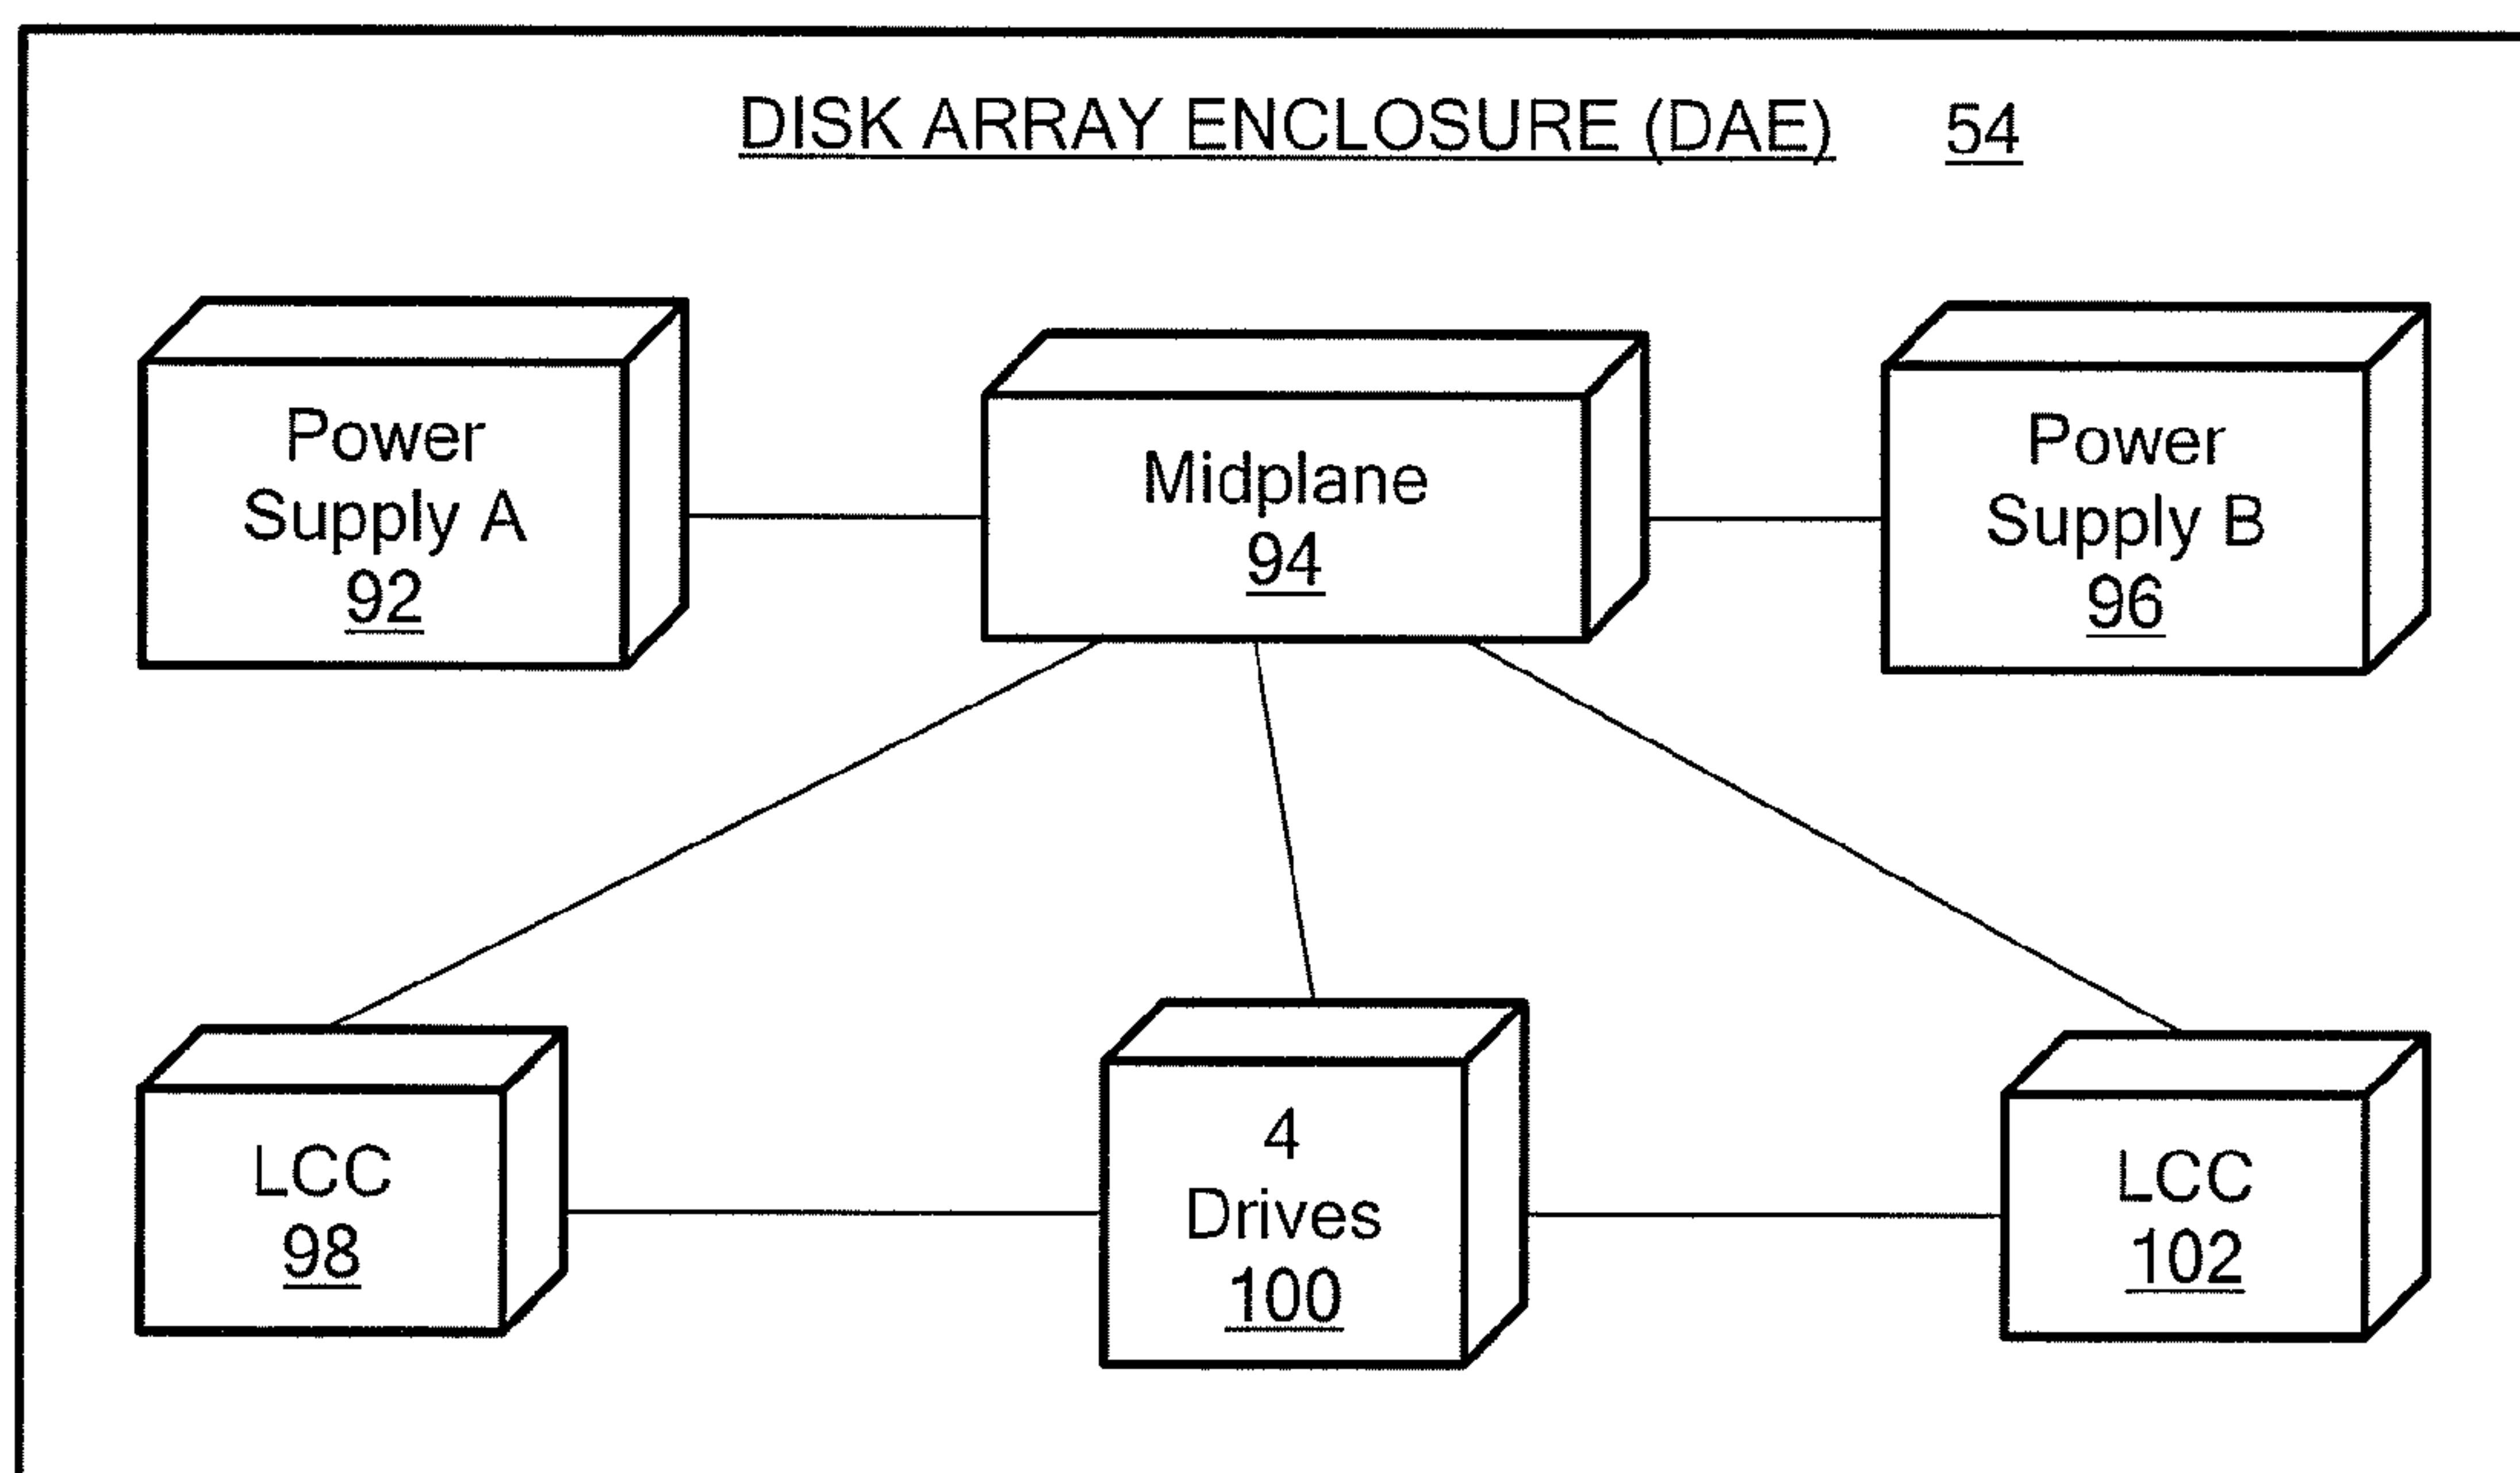 DISK ARRAY ENCLOSURE (DAE) 54
Power
Supply A
92
Midplane
94
Power
Supply B
96
LCC
98
4
Drives
100
LCC
102